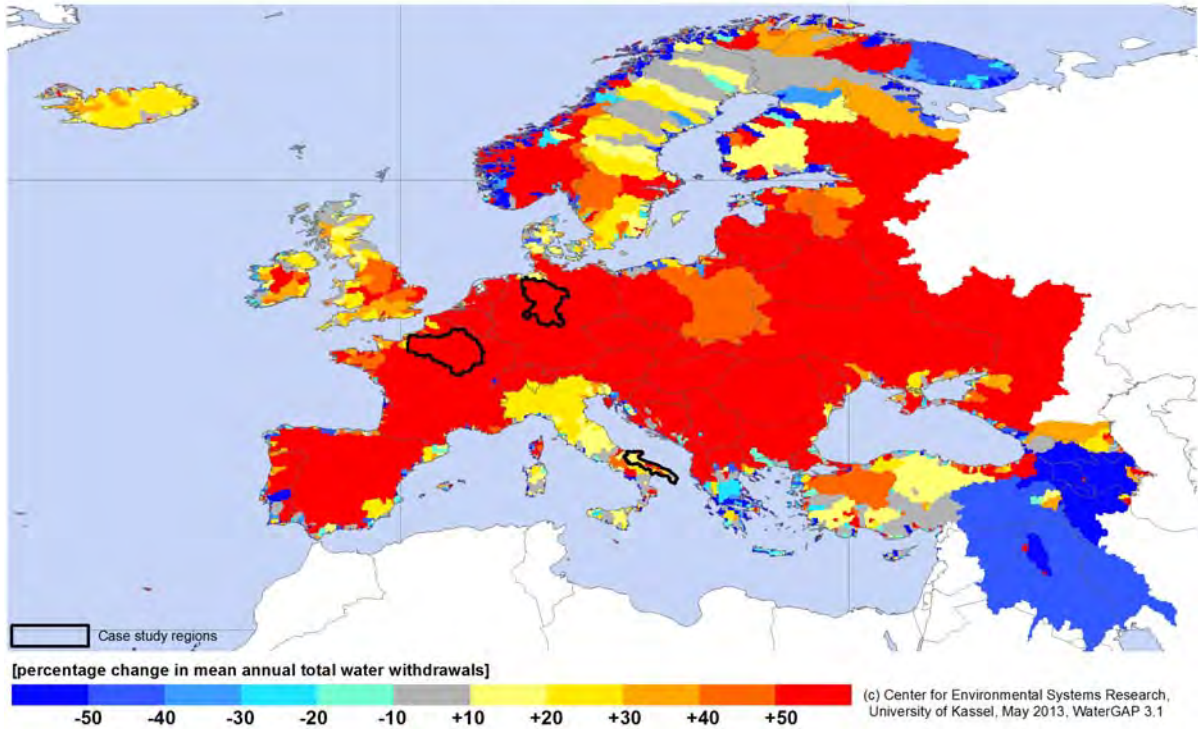 Case study regions
[percentage change in mean annual total water withdrawals]
-50 -40 -30 -20 -10 +10 +20 +30 +40 +50
(c) Center for Environmental Systems Research,
University of Kassel, May 2013, WaterGAP 3.1